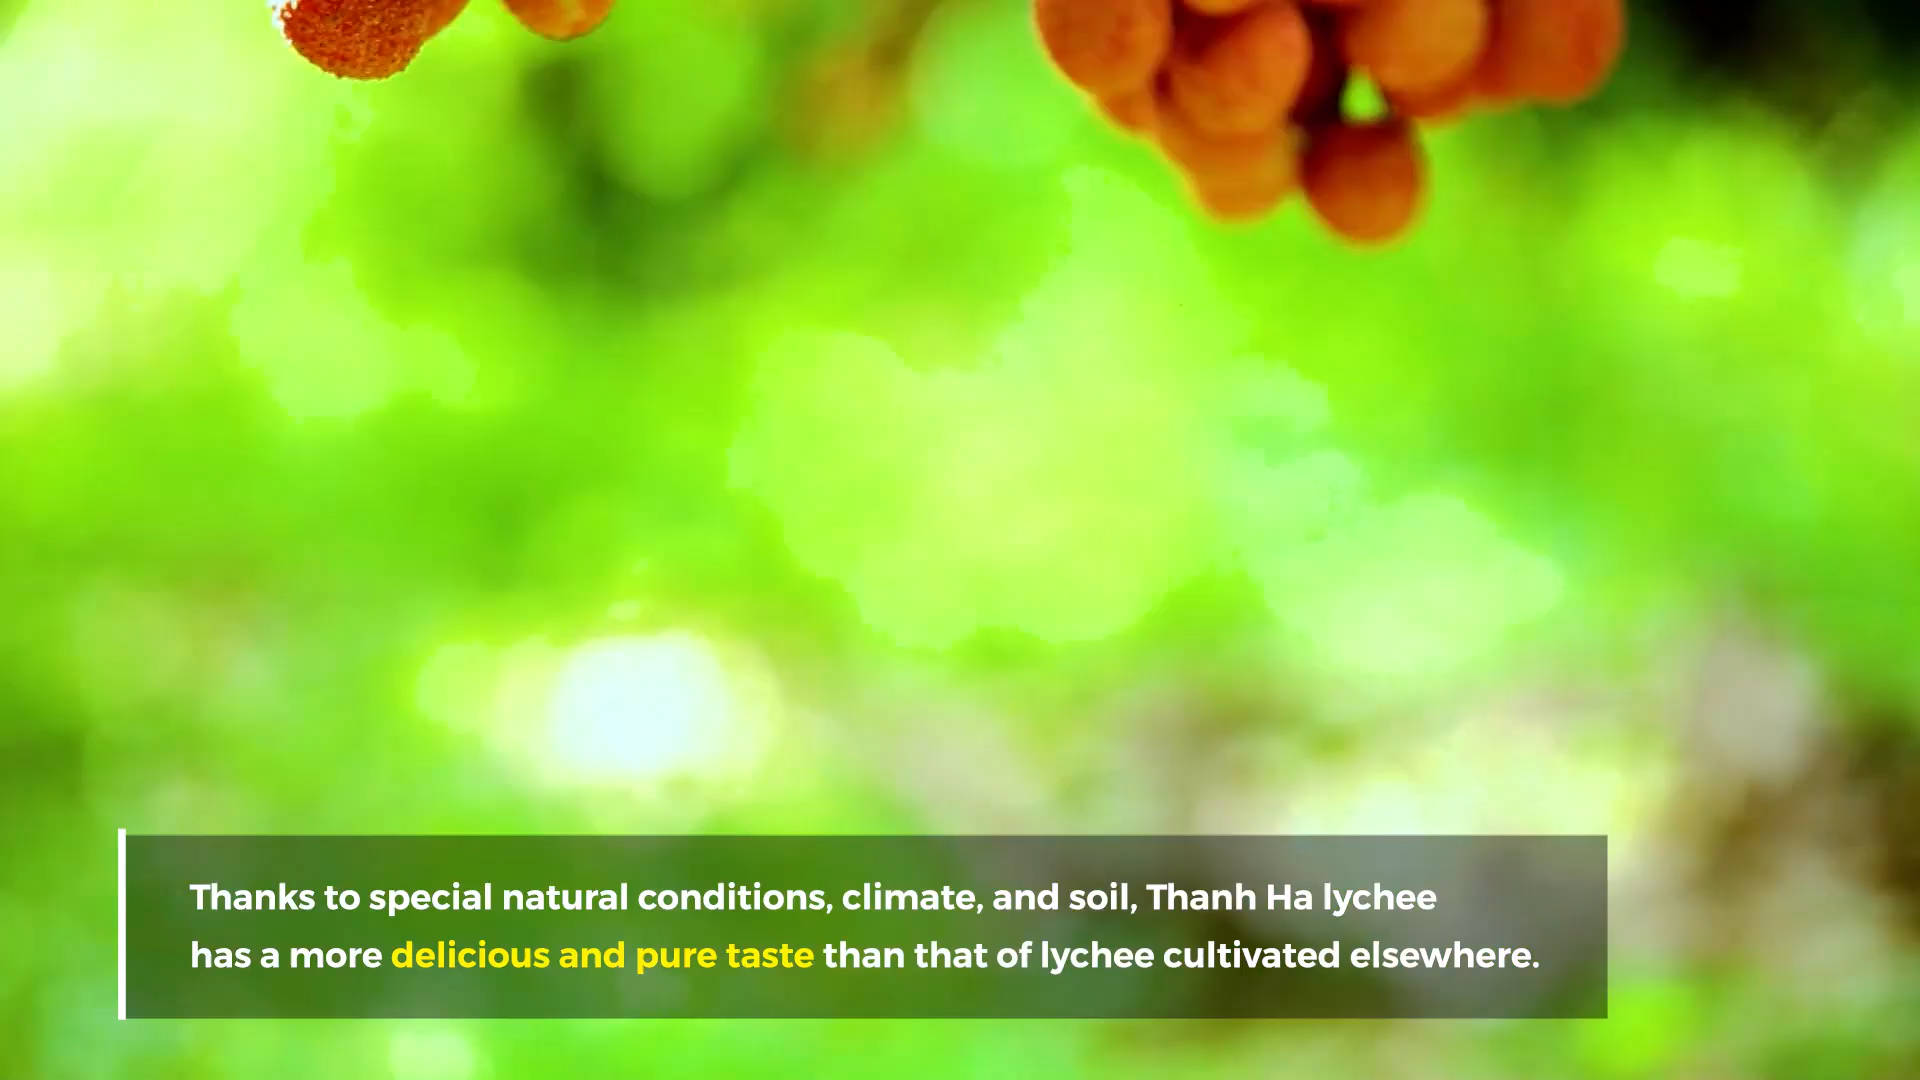 Thanks to special natural conditions, climate, and soil, Thanh Ha lychee
has a more delicious and pure taste than that of lychee cultivated elsewhere.